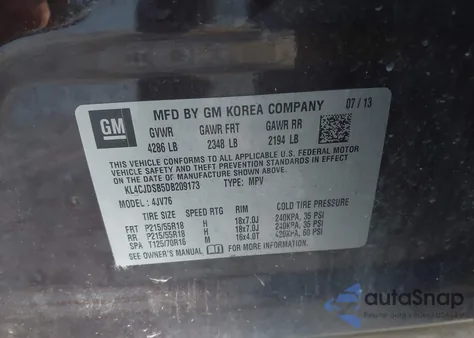 MFD BY GM KOREA COMPANY 07/13
GM
GVWR GAWR FRT GAWR RR
4286 LB 2348 LB 2194 LB
THIS VEHICLE CONFORMS TO ALL APPLICABLE U.S. FEDERAL MOTOR
VEHICLE SAFETY AND THEFT PREVENTION STANDARDS IN EFFECT
ON THE DATE OF MANUFACTURE SHOWN ABOVE.
KL4CJDSB5DB209173 TYPE: MPV
MODEL: 4JV76
TIRE SIZE SPEED RTG RIM COLD TIRE PRESSURE
FRT P215/55R18 H 18x7.0J 240KPA, 35 PSI
RR P215/55R18 H 18x7.0J 240KPA, 35 PSI
SPA T125/70R16 M 16x4.0T 420KPA, 60 PSI
SEE OWNER'S MANUAL FOR MORE INFORMATION.
autoSnap